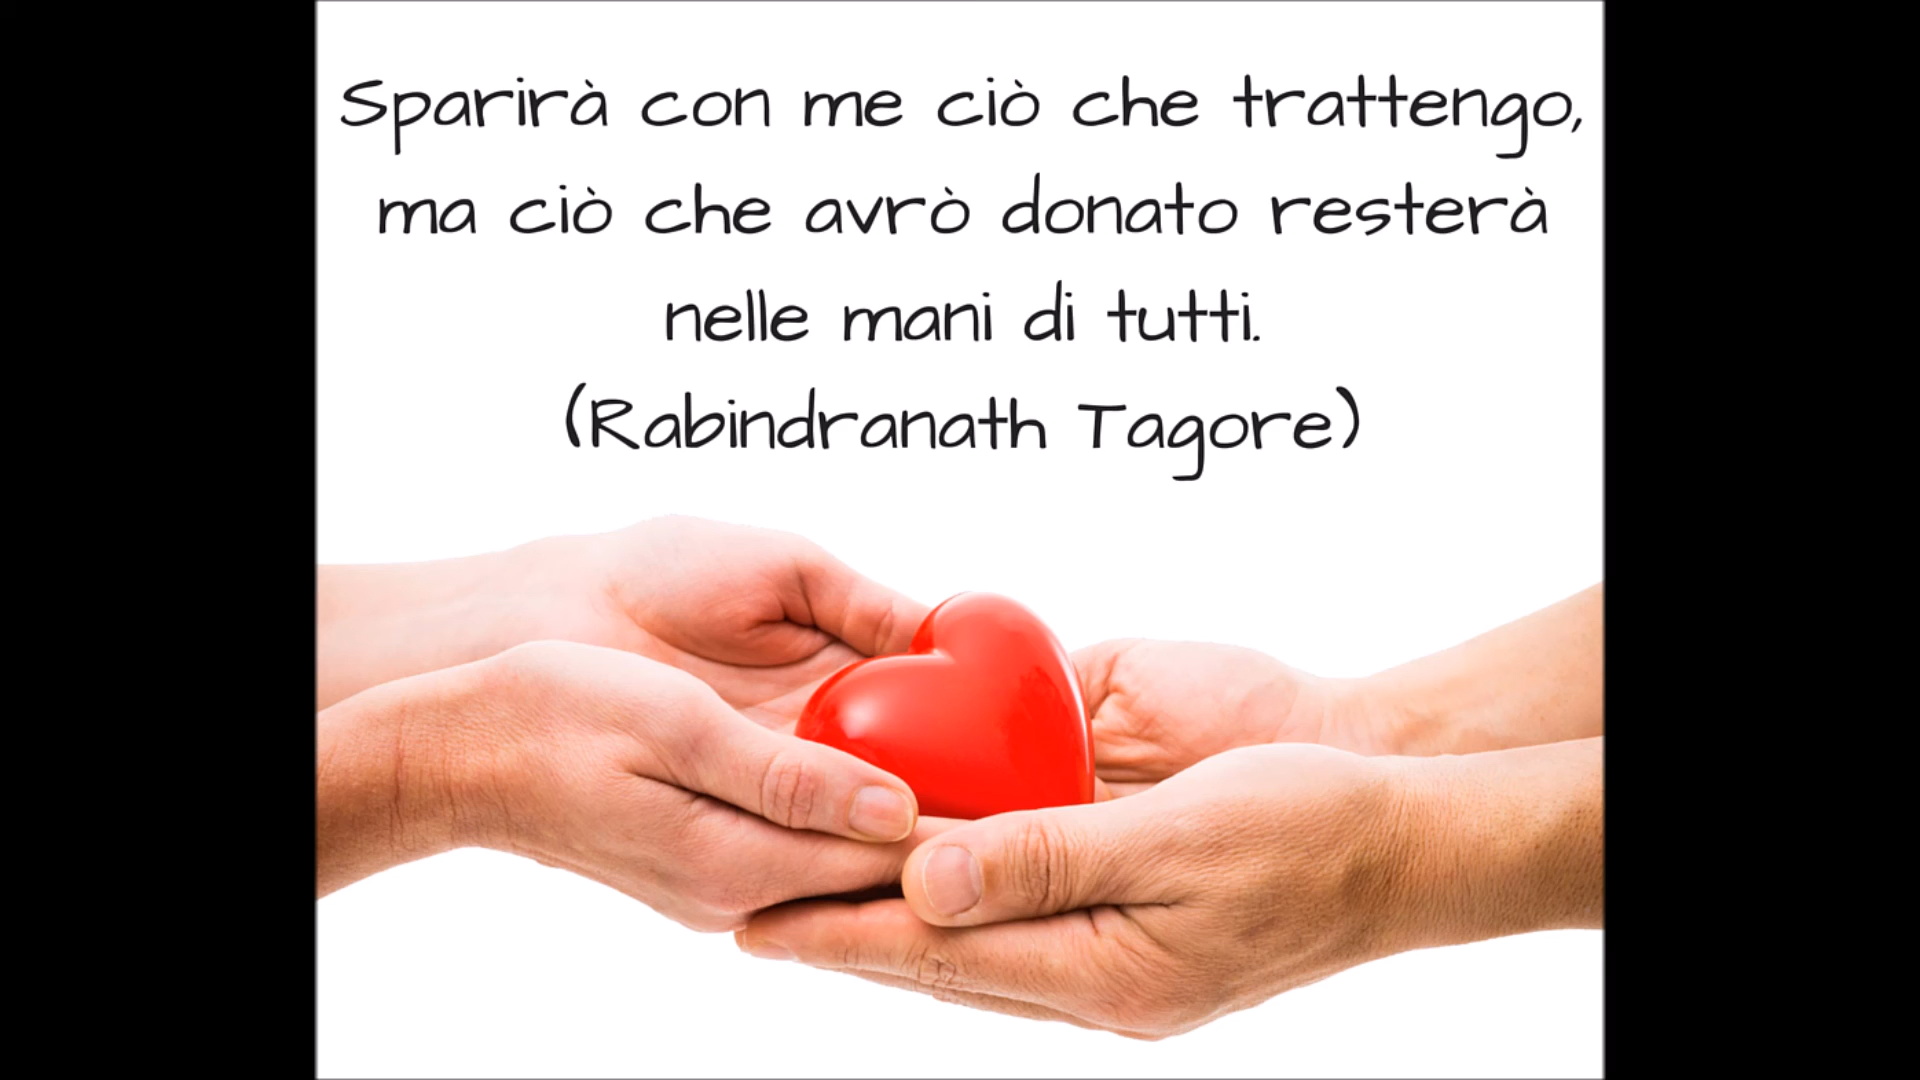 Sparirà con me ciò che trattengo,
ma ciò che avrò donato resterà
nelle mani di tutti.
(Rabindranath Tagore)